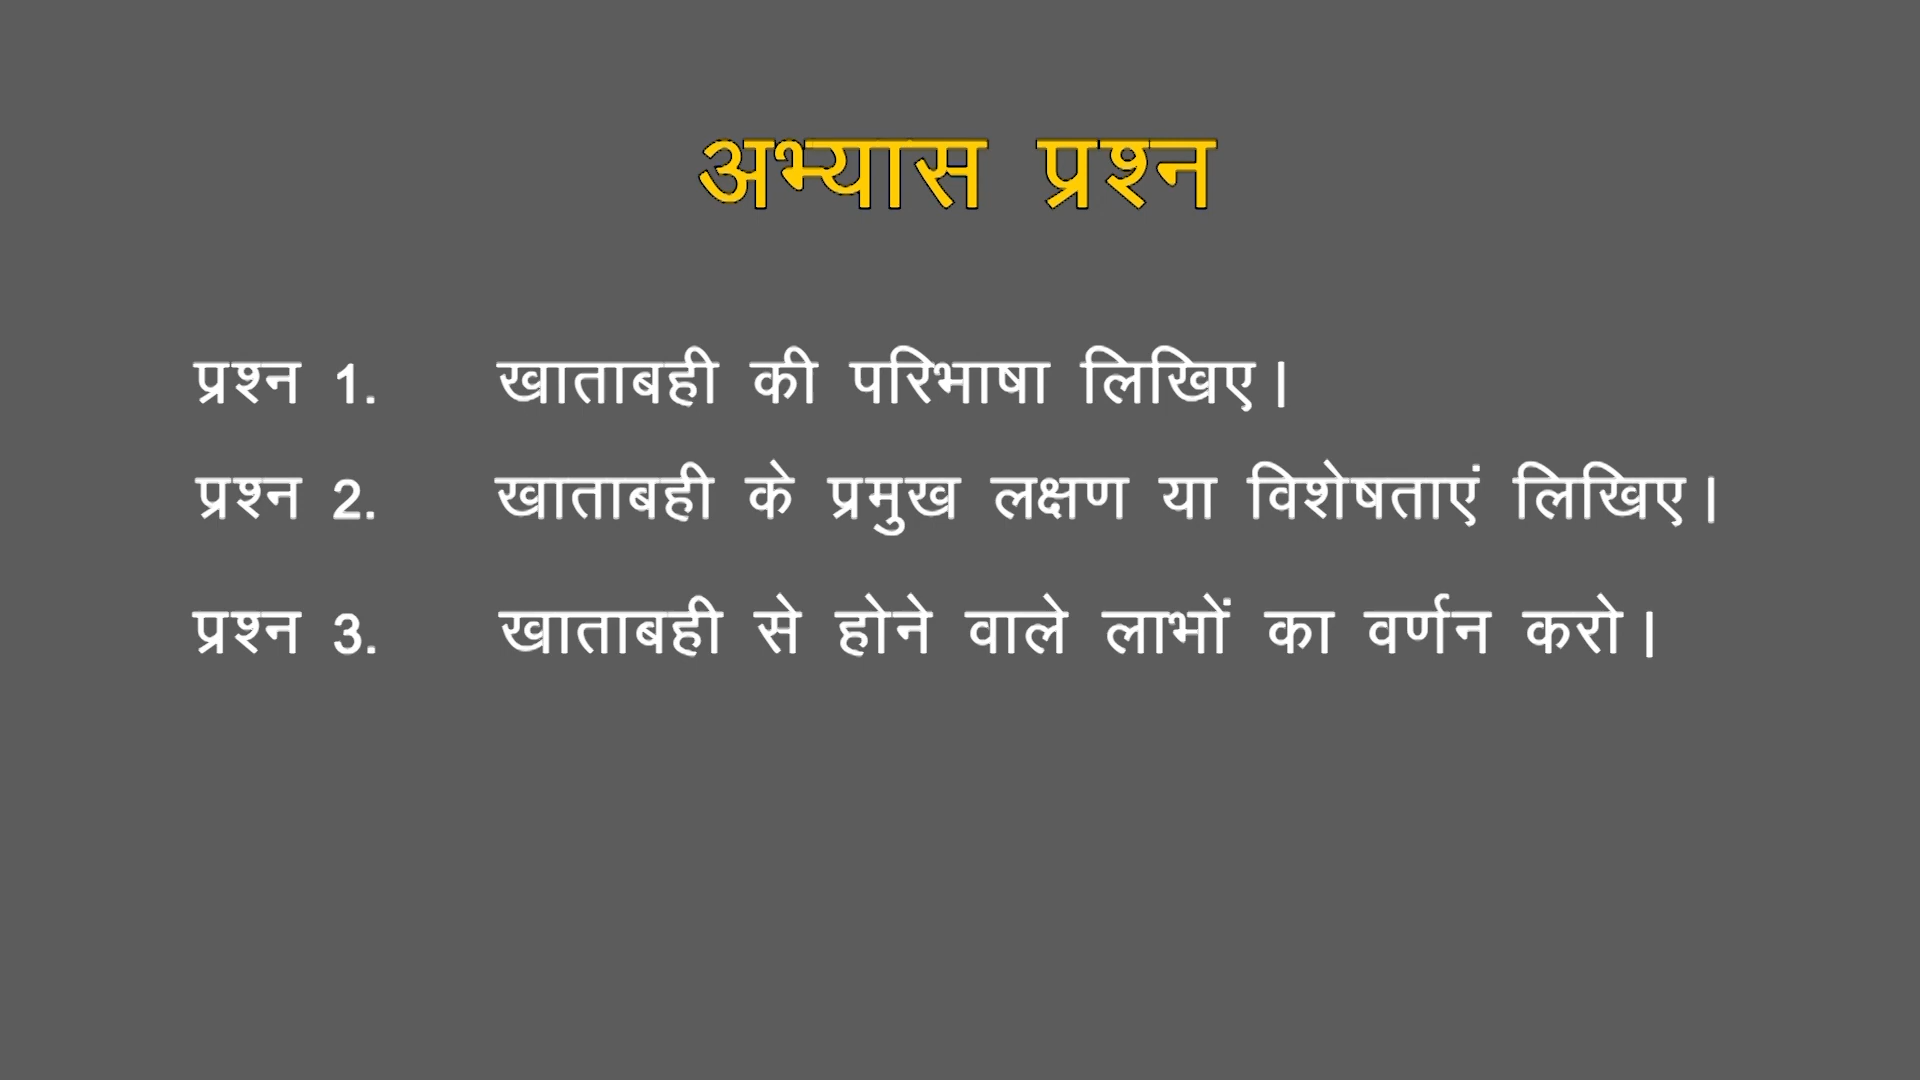 अभ्यास प्रश्न
प्रश्न 1. खाताबही की परिभाषा लिखिए।
प्रश्न 2. खाताबही के प्रमुख लक्षण या विशेषताएं लिखिए।
प्रश्न 3. खाताबही से होने वाले लाभों का वर्णन करो।